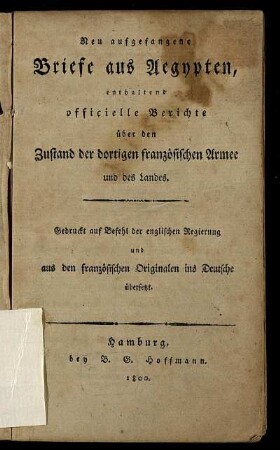 Neu aufgefangene
Briefe aus Aegypten,
enthaltend
officielle Berichte
über den
Zustand der dortigen französischen Armee
und des Landes.
Gedruckt auf Befehl der englischen Regierung
und
aus den französischen Originalen ins Deutsche
übersetzt.
Hamburg,
bey B. G. Hoffmann.
1800.